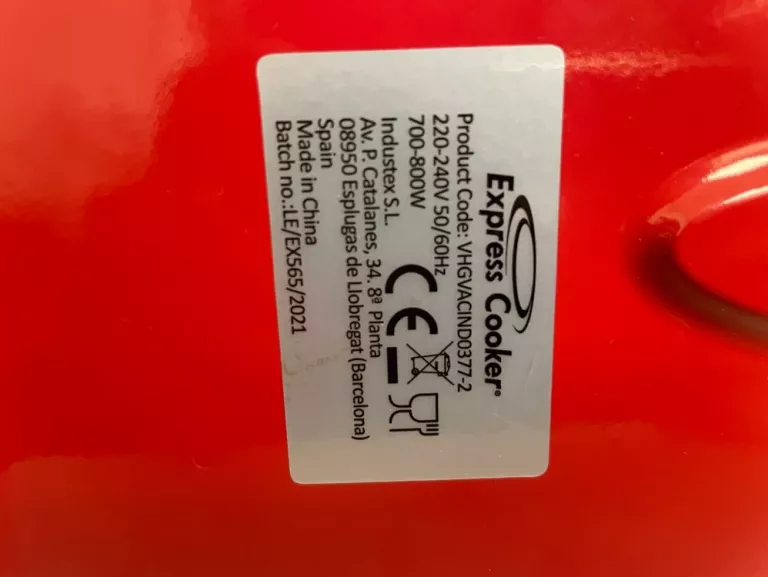 Express Cooker®
Product Code: VHGVACIND0377-2
220-240V 50/60Hz
700-800W
Industex S.L.
Av. P. Catalanes, 34. 8ª Planta
08950 Esplugas de Llobregat (Barcelona)
Spain
Made in China
Batch no.:LE/EX565/2021
CE